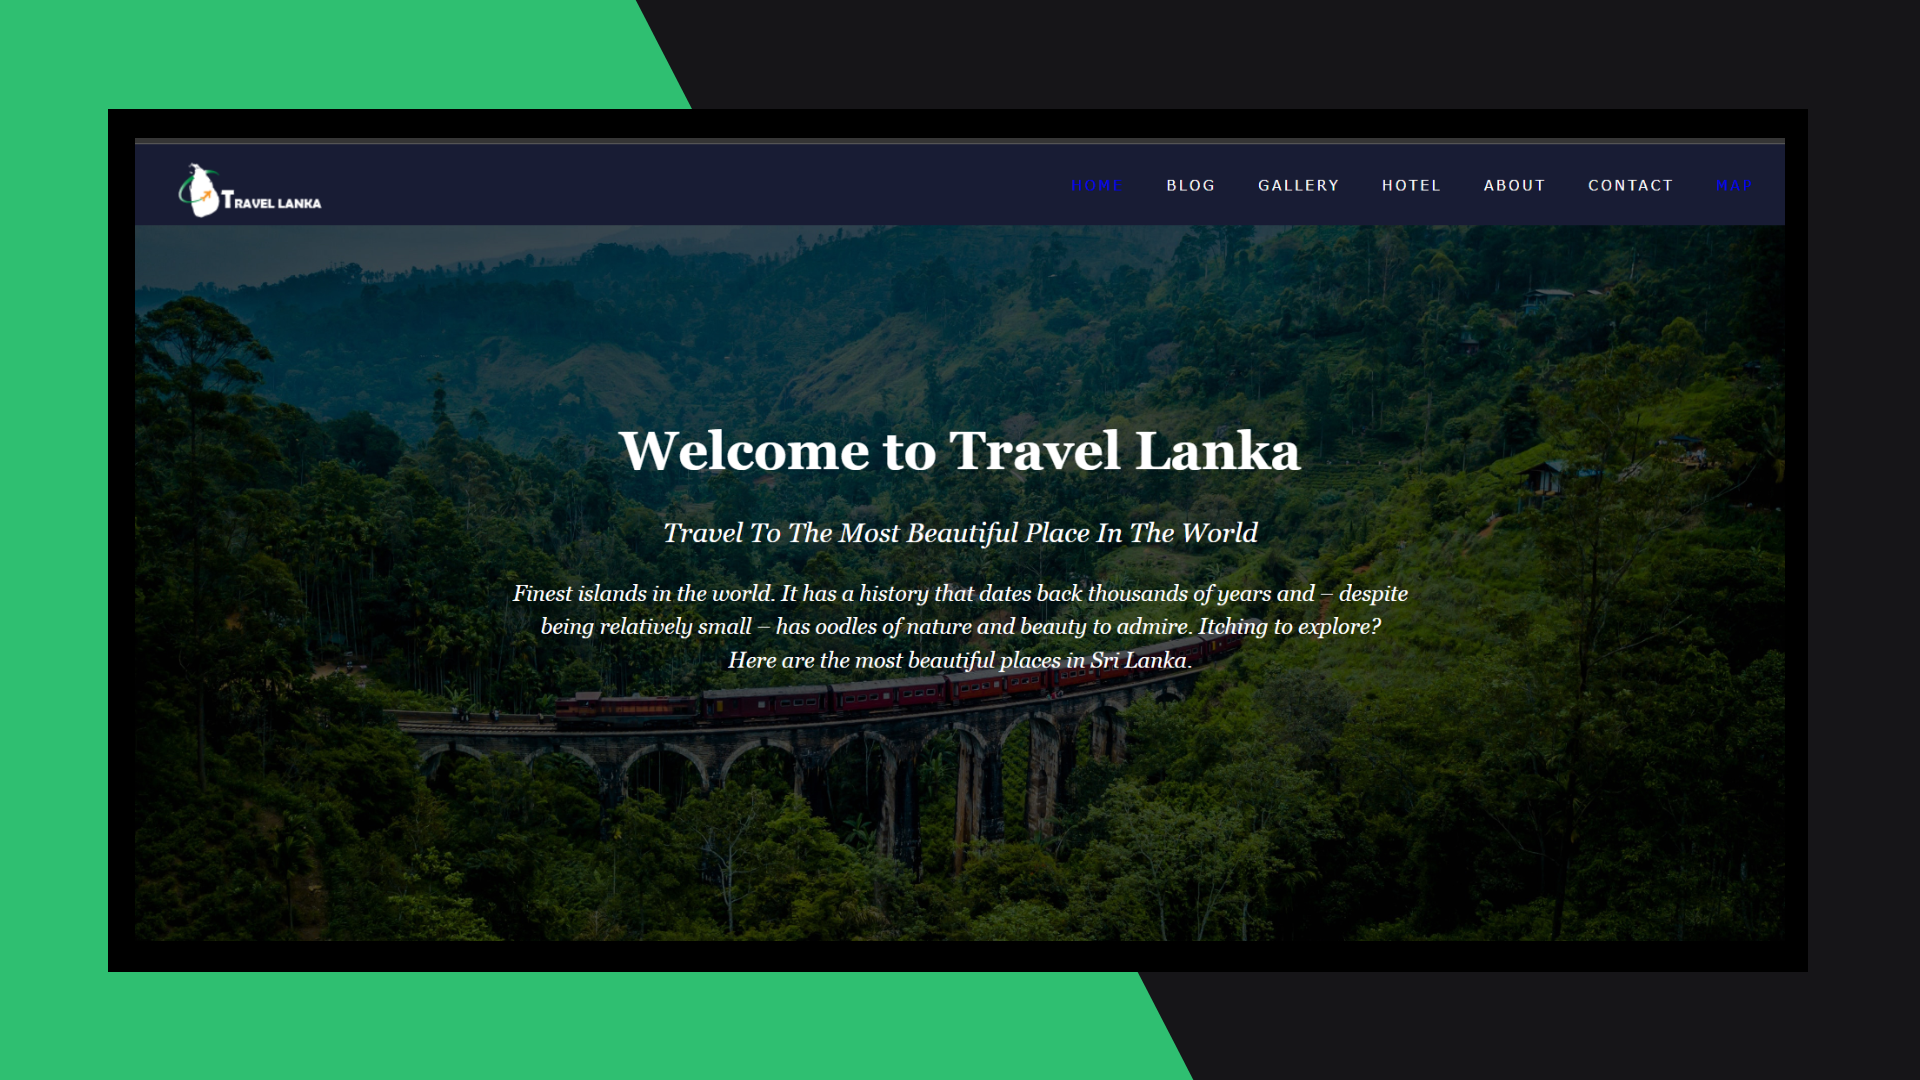 TRAVEL LANKA
HOME BLOG GALLERY HOTEL ABOUT CONTACT MAP
Welcome to Travel Lanka
Travel To The Most Beautiful Place In The World
Finest islands in the world. It has a history that dates back thousands of years and – despite
being relatively small – has oodles of nature and beauty to admire. Itching to explore?
Here are the most beautiful places in Sri Lanka.